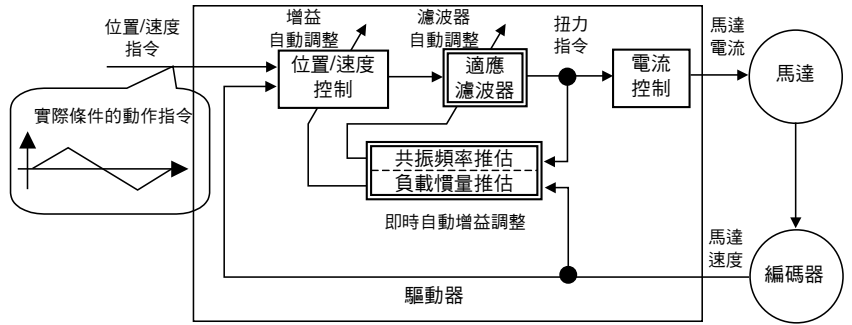 位置/速度
指令
實際條件的動作指令
增益
自動調整
濾波器
自動調整
扭力
指令
馬達
電流
位置/速度
控制
適應
濾波器
電流
控制
馬達
共振頻率推估
負載慣量推估
即時自動增益調整
馬達
速度
編碼器
驅動器